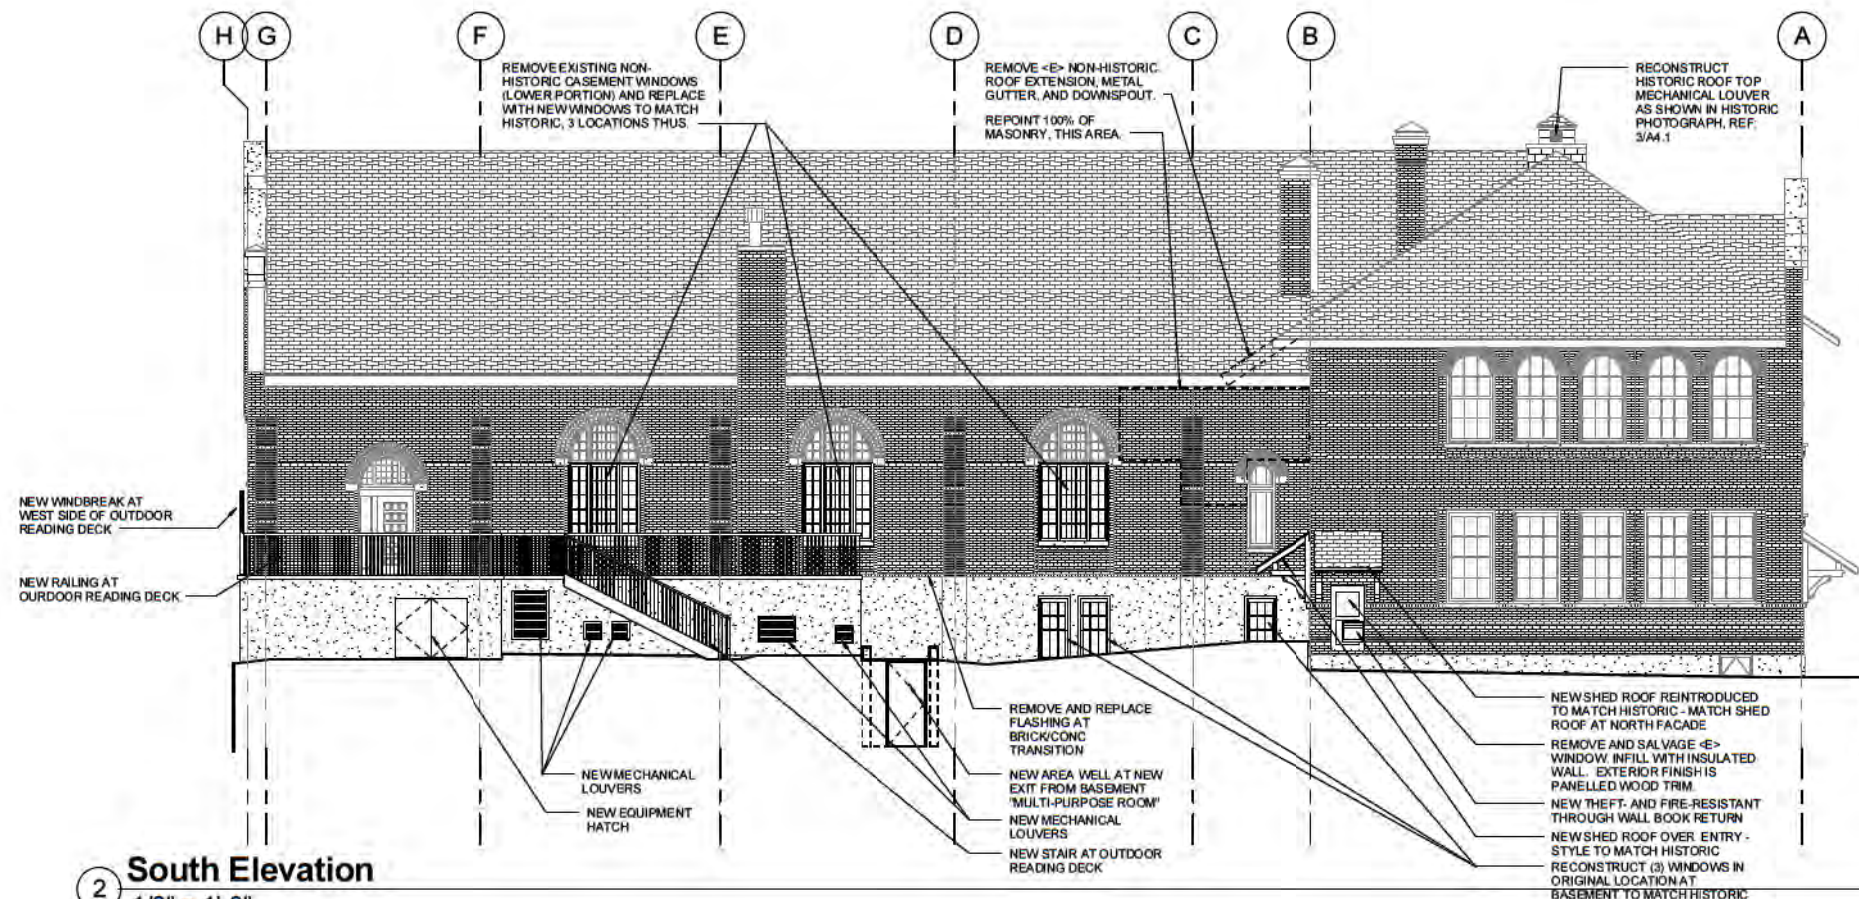 H
G
F
E
D
C
B
A
REMOVE EXISTING NON-
HISTORIC CASEMENT WINDOWS
(LOWER PORTION) AND REPLACE
WITH NEW WINDOWS TO MATCH
HISTORIC, 3 LOCATIONS THUS.
REMOVE <E> NON-HISTORIC
ROOF EXTENSION, METAL
GUTTER, AND DOWNSPOUT.
REPOINT 100% OF
MASONRY, THIS AREA.
RECONSTRUCT
HISTORIC ROOF TOP
MECHANICAL LOUVER
AS SHOWN IN HISTORIC
PHOTOGRAPH, REF;
3/A4.1
NEW WINDBREAK AT
WEST SIDE OF OUTDOOR
READING DECK
NEW RAILING AT
OURDOOR READING DECK
NEW MECHANICAL
LOUVERS
NEW EQUIPMENT
HATCH
REMOVE AND REPLACE
FLASHING AT
BRICK/CONC
TRANSITION
NEW AREA WELL AT NEW
EXIT FROM BASEMENT
"MULTI-PURPOSE ROOM"
NEW MECHANICAL
LOUVERS
NEW STAIR AT OUTDOOR
READING DECK
NEW SHED ROOF REINTRODUCED
TO MATCH HISTORIC - MATCH SHED
ROOF AT NORTH FACADE
REMOVE AND SALVAGE <E>
WINDOW. INFILL WITH INSULATED
WALL. EXTERIOR FINISH IS
PANELLED WOOD TRIM.
NEW THEFT- AND FIRE-RESISTANT
THROUGH WALL BOOK RETURN
NEW SHED ROOF OVER ENTRY -
STYLE TO MATCH HISTORIC
RECONSTRUCT (3) WINDOWS IN
ORIGINAL LOCATION AT
BASEMENT TO MATCH HISTORIC
2
South Elevation